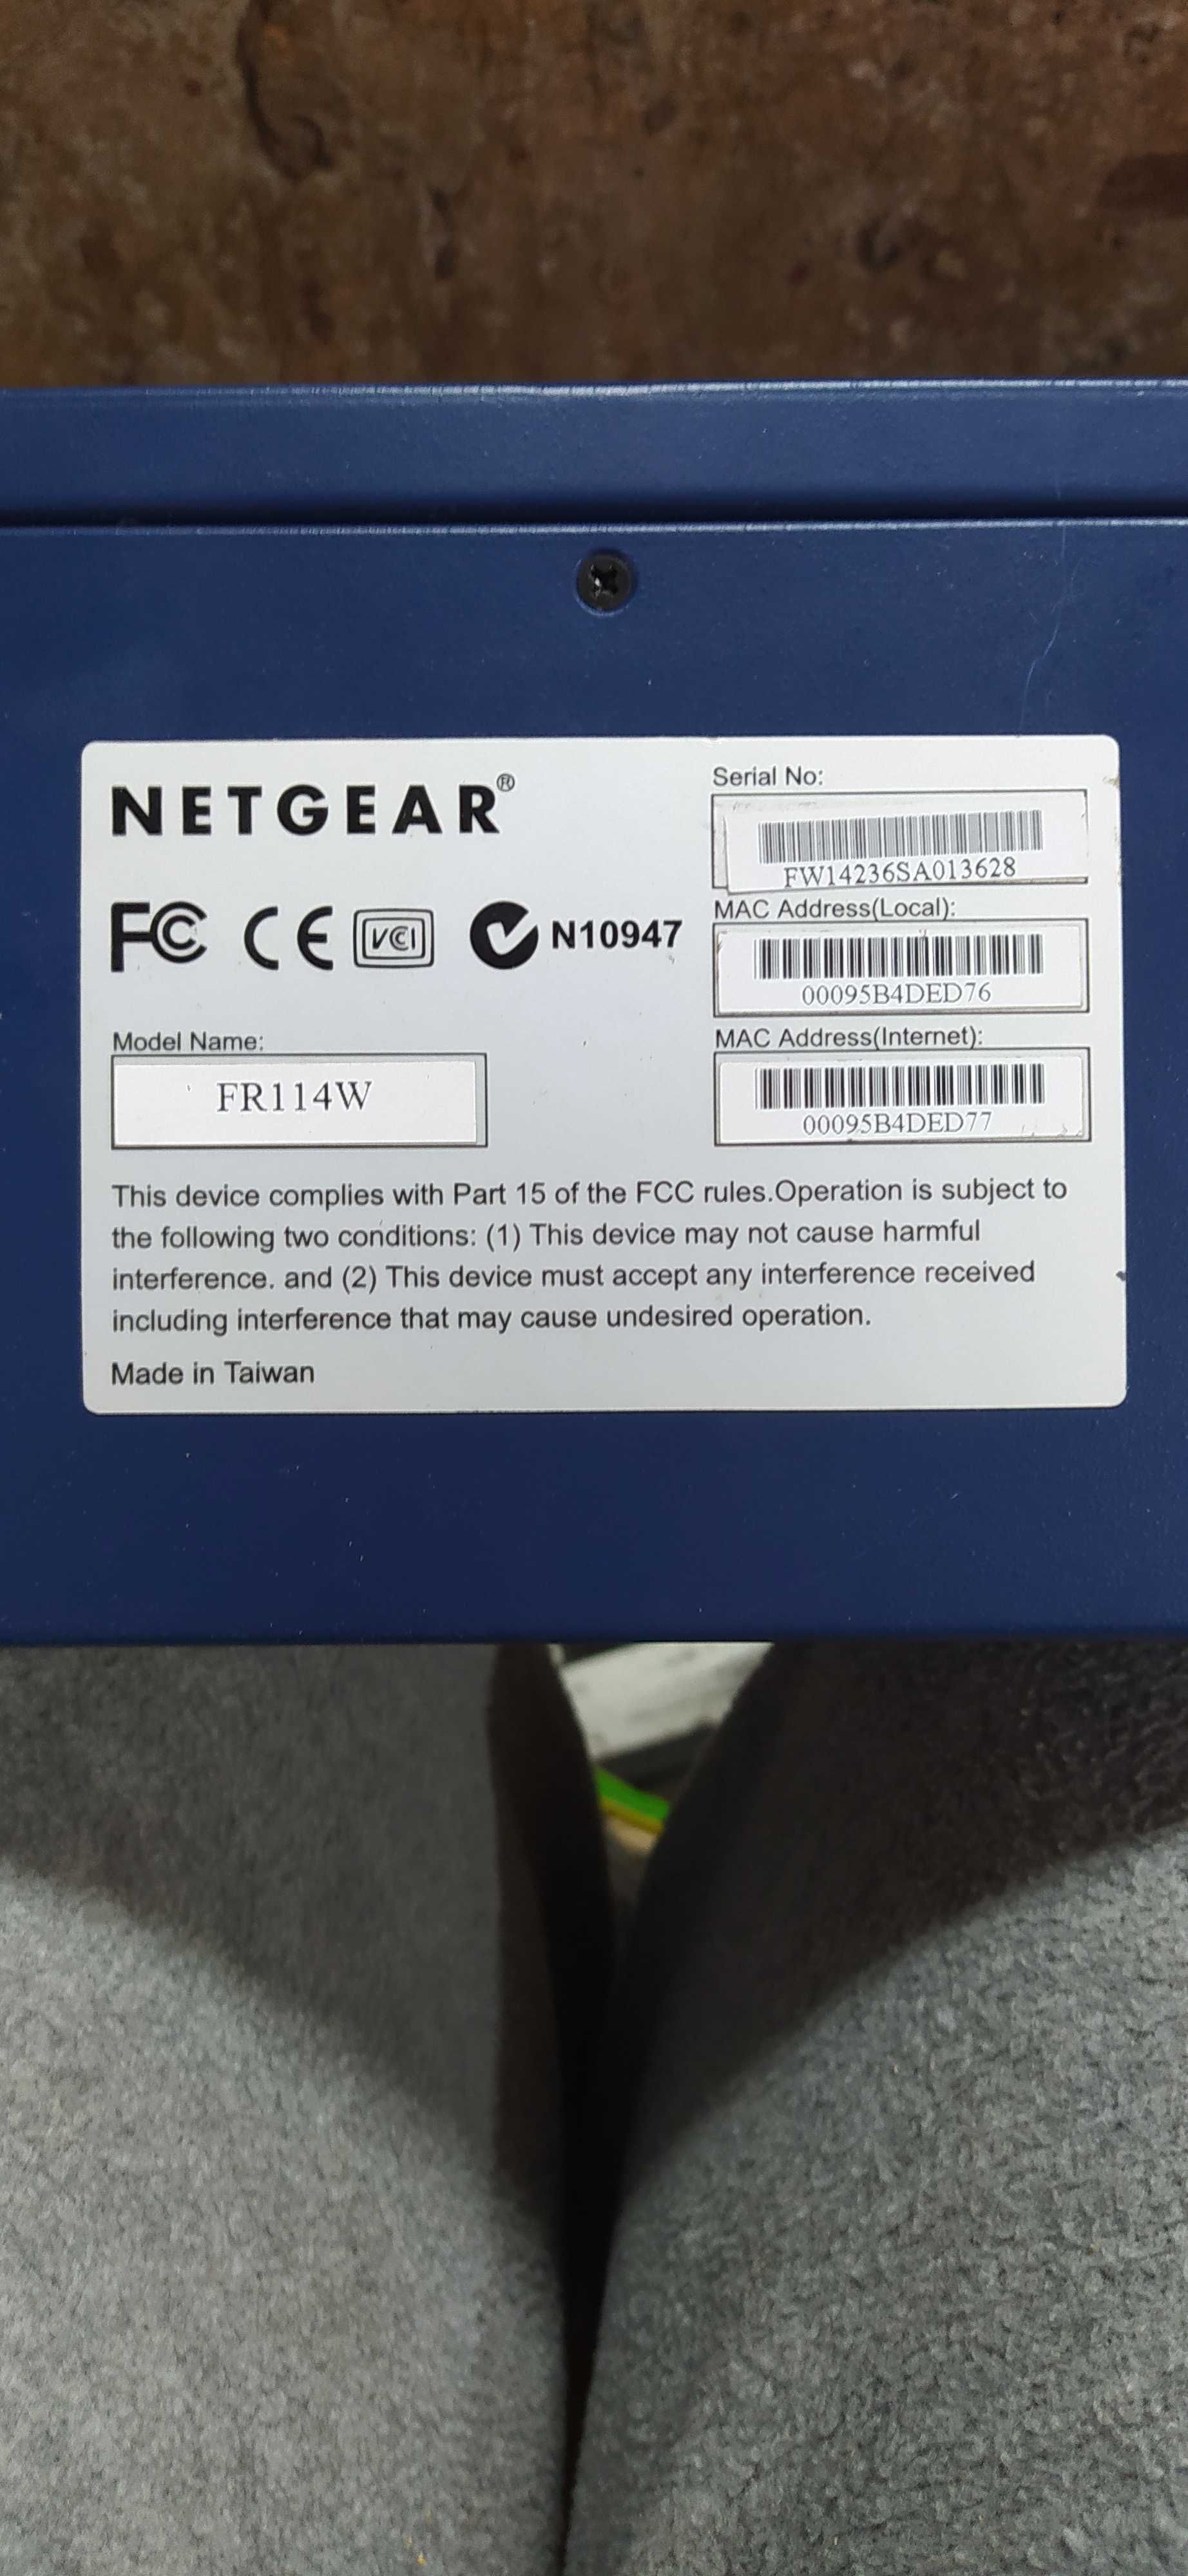 NETGEAR®
FC CE VCI N10947
Model Name:
FR114W
Serial No:
FW14236SA013628
MAC Address(Local):
00095B4DED76
MAC Address(Internet):
00095B4DED77
This device complies with Part 15 of the FCC rules.Operation is subject to
the following two conditions: (1) This device may not cause harmful
interference. and (2) This device must accept any interference received
including interference that may cause undesired operation.
Made in Taiwan